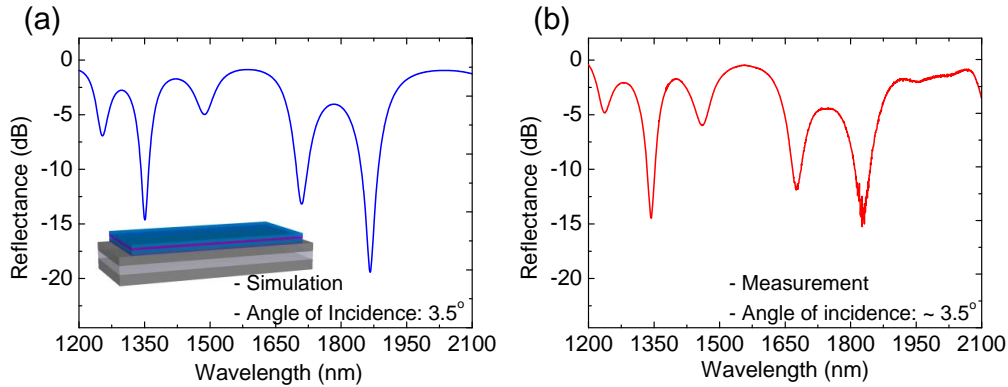 (a)
Reflectance (dB)
0
-5
-10
-15
-20
- Simulation
- Angle of Incidence: 3.5°
1200 1350 1500 1650 1800 1950 2100
Wavelength (nm)
(b)
Reflectance (dB)
0
-5
-10
-15
-20
- Measurement
- Angle of incidence: ~ 3.5°
1200 1350 1500 1650 1800 1950 2100
Wavelength (nm)